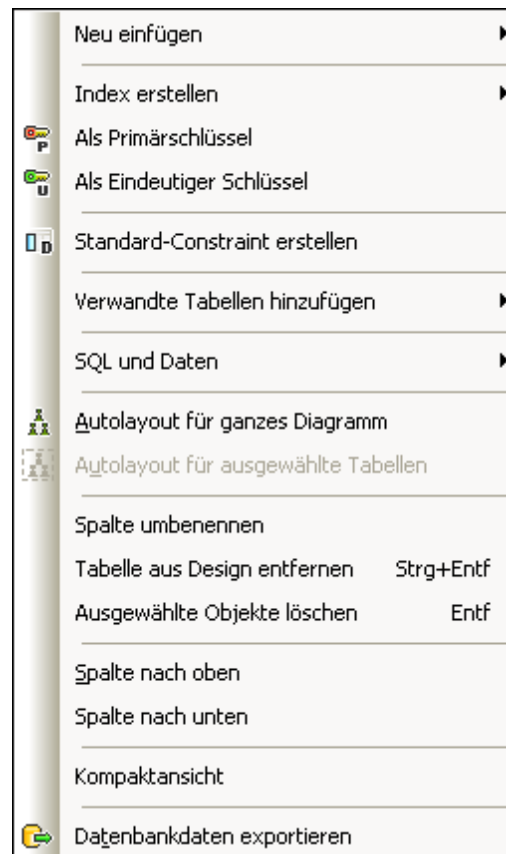 Neu einfügen
Index erstellen
P Als Primärschlüssel
U Als Eindeutiger Schlüssel
D Standard-Constraint erstellen
Verwandte Tabellen hinzufügen
SQL und Daten
Autolayout für ganzes Diagramm
Autolayout für ausgewählte Tabellen
Spalte umbenennen
Tabelle aus Design entfernen Strg+Entf
Ausgewählte Objekte löschen Entf
Spalte nach oben
Spalte nach unten
Kompaktansicht
Datenbankdaten exportieren